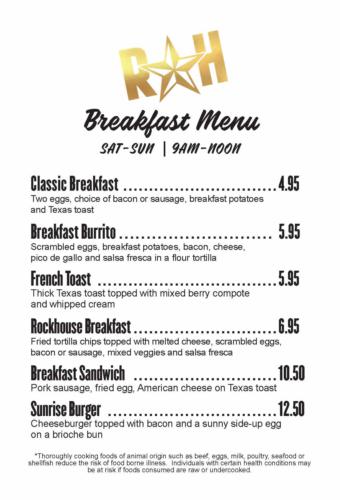 R H
Breakfast Menu
SAT-SUN | 9AM-NOON
Classic Breakfast ..............................4.95
Two eggs, choice of bacon or sausage, breakfast potatoes
and Texas toast
Breakfast Burrito .............................. 5.95
Scrambled eggs, breakfast potatoes, bacon, cheese,
pico de gallo and salsa fresca in a flour tortilla
French Toast ....................................5.95
Thick Texas toast topped with mixed berry compote
and whipped cream
Rockhouse Breakfast............................6.95
Fried tortilla chips topped with melted cheese, scrambled eggs,
bacon or sausage, mixed veggies and salsa fresca
Breakfast Sandwich ............................10.50
Pork sausage, fried egg, American cheese on Texas toast
Sunrise Burger ..................................12.50
Cheeseburger topped with bacon and a sunny side-up egg
on a brioche bun
*Thoroughly cooking foods of animal origin such as beef, eggs, milk, poultry, seafood or
shellfish reduce the risk of food borne illness. Individuals with certain health conditions may
be at risk if foods consumed are raw or undercooked.